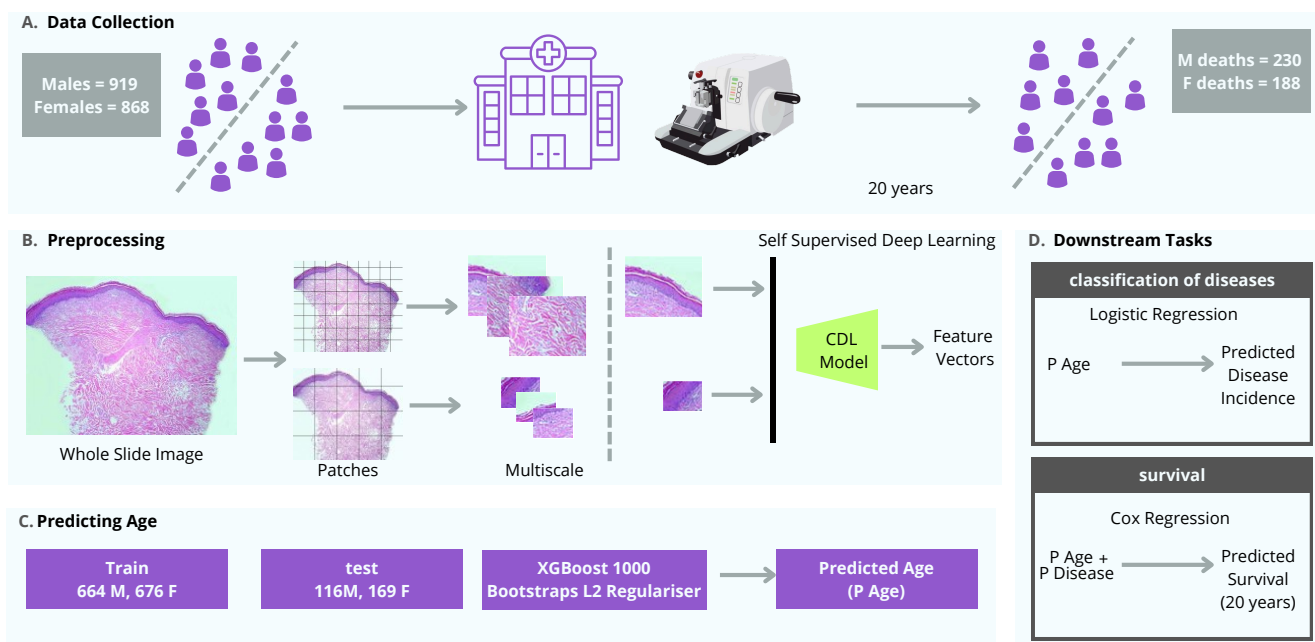 A. Data Collection
Males = 919
Females = 868
20 years
M deaths = 230
F deaths = 188
B. Preprocessing
Whole Slide Image
Patches
Multiscale
Self Supervised Deep Learning
CDL
Model
Feature
Vectors
C. Predicting Age
Train
664 M, 676 F
test
116M, 169 F
XGBoost 1000
Bootstraps L2 Regulariser
Predicted Age
(P Age)
D. Downstream Tasks
classification of diseases
Logistic Regression
P Age
Predicted
Disease
Incidence
survival
Cox Regression
P Age +
P Disease
Predicted
Survival
(20 years)